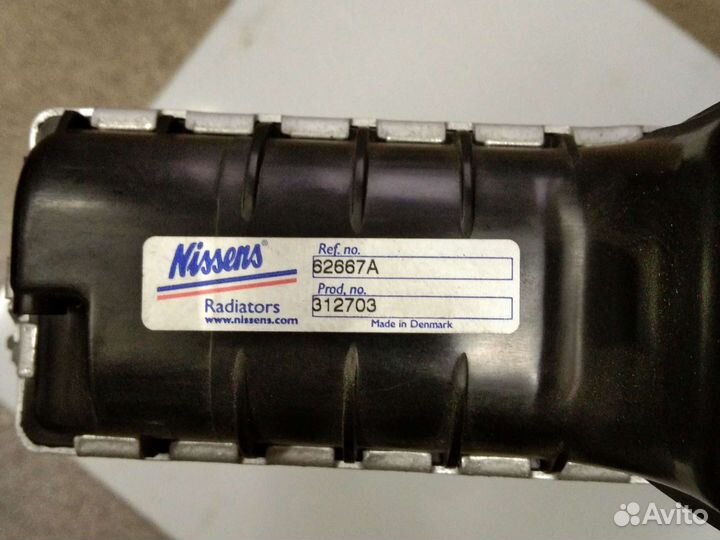 Nissens®
Radiators
www.nissens.com
Ref. no.
62667A
Prod. no.
312703
Made in Denmark
Avito